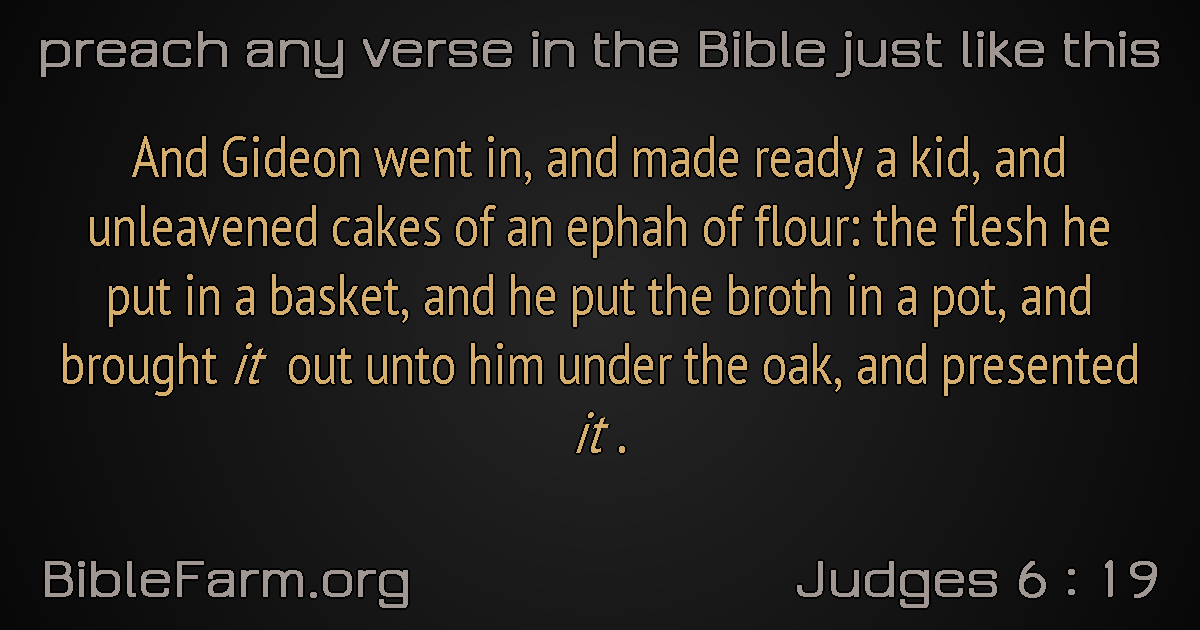 preach any verse in the Bible just like this
And Gideon went in, and made ready a kid, and
unleavened cakes of an ephah of flour: the flesh he
put in a basket, and he put the broth in a pot, and
brought it out unto him under the oak, and presented
it .
BibleFarm.org
Judges 6 : 19